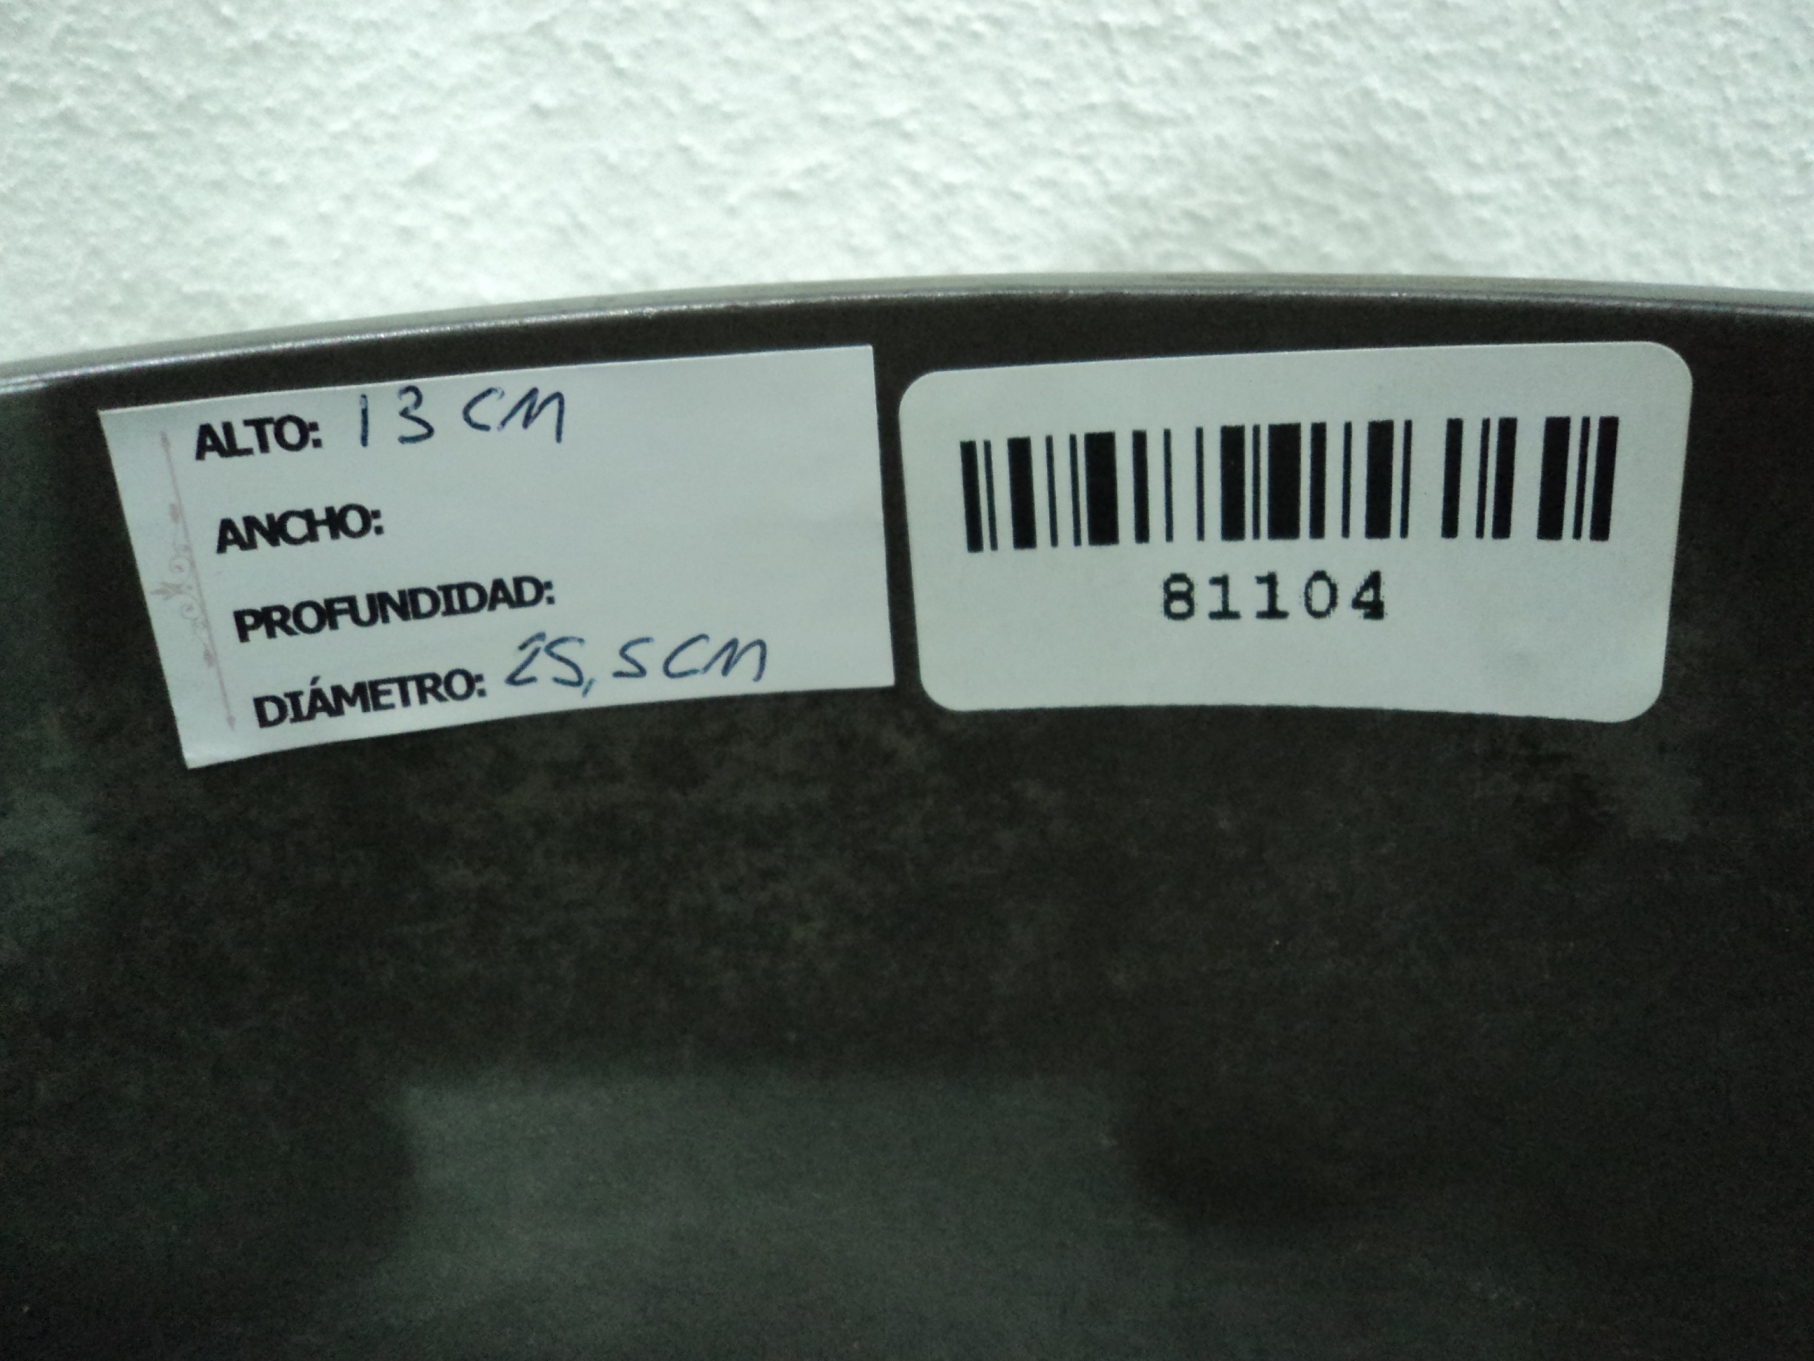 ALTO: 13 CM
ANCHO:
PROFUNDIDAD:
DIÁMETRO: 25,5 CM
81104